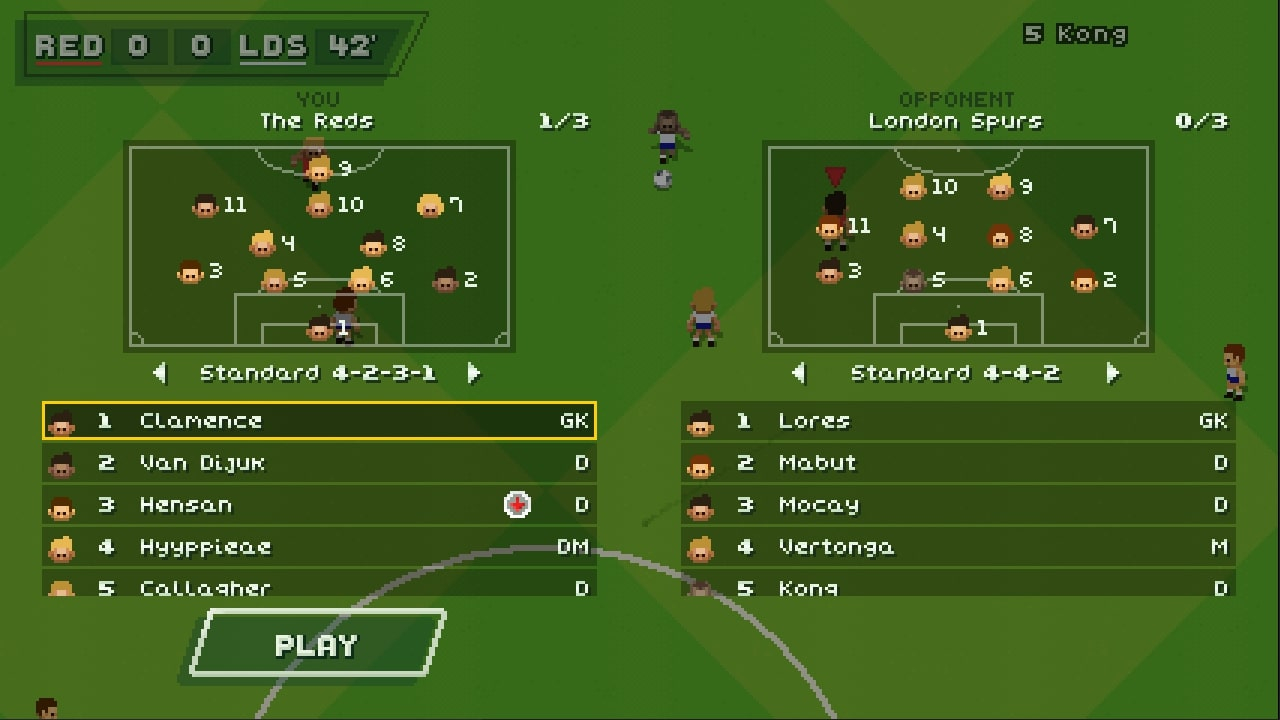 RED 0 0 LDS 42'
5 Kong
YOU
The Reds 1/3
9
11 10 7
4 8
3 5 6 2
1
Standard 4-2-3-1
1 Clamence GK
2 Van Dijuk D
3 Hensan D
4 Hyyppieae DM
5 Callagher D
PLAY
OPPONENT
London Spurs 0/3
10 9
11 4 8 7
3 5 6 2
1
Standard 4-4-2
1 Lores GK
2 Mabut D
3 Mocay D
4 Vertonga M
5 Kong D